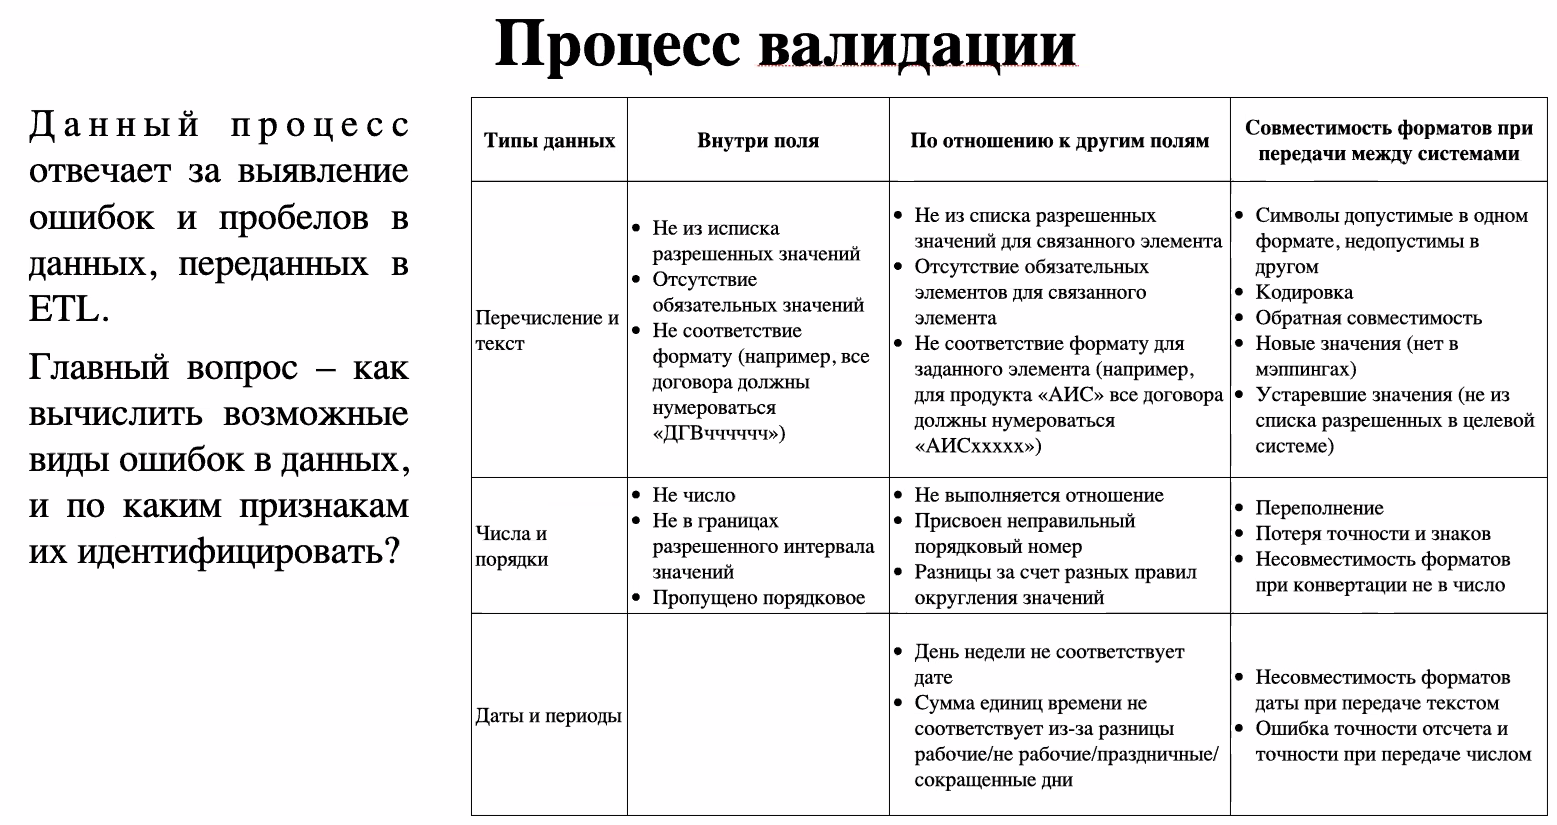 Процесс валидации
Данный процесс
отвечает за выявление
ошибок и пробелов в
данных, переданных в
ETL.
Главный вопрос – как
вычислить возможные
виды ошибок в данных,
и по каким признакам
их идентифицировать?
Типы данных
Внутри поля
По отношению к другим полям
Совместимость форматов при
передачи между системами
Перечисление и
текст
• Не из исписка
разрешенных значений
• Отсутствие
обязательных значений
• Не соответствие
формату (например, все
договора должны
нумероваться
«ДГВчччччч»)
• Не из списка разрешенных
значений для связанного элемента
• Отсутствие обязательных
элементов для связанного
элемента
• Не соответствие формату для
заданного элемента (например,
для продукта «АИС» все договора
должны нумероваться
«АИСххххх»)
• Символы допустимые в одном
формате, недопустимы в
другом
• Кодировка
• Обратная совместимость
• Новые значения (нет в
мэппингах)
• Устаревшие значения (не из
списка разрешенных в целевой
системе)
Числа и
порядки
• Не число
• Не в границах
разрешенного интервала
значений
• Пропущено порядковое
• Не выполняется отношение
• Присвоен неправильный
порядковый номер
• Разницы за счет разных правил
округления значений
• Переполнение
• Потеря точности и знаков
• Несовместимость форматов
при конвертации не в число
Даты и периоды
• День недели не соответствует
дате
• Сумма единиц времени не
соответствует из-за разницы
рабочие/не рабочие/праздничные/
сокращенные дни
• Несовместимость форматов
даты при передаче текстом
• Ошибка точности отсчета и
точности при передаче числом